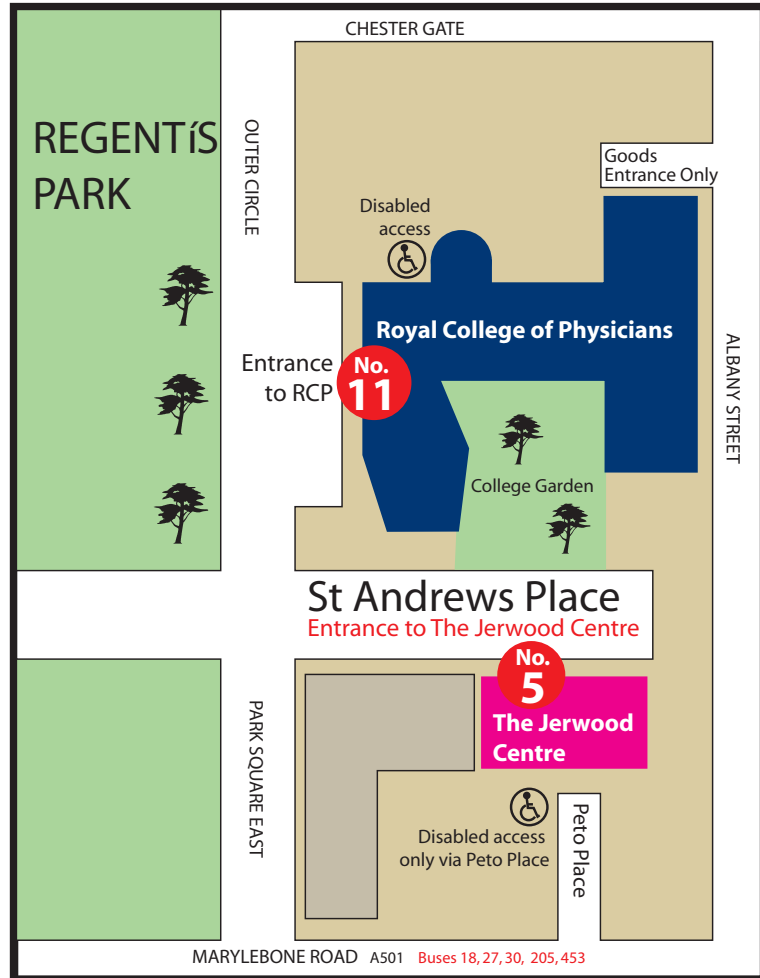 CHESTER GATE
REGENTíS
PARK
OUTER CIRCLE
Goods
Entrance Only
Disabled
access
Royal College of Physicians
Entrance
to RCP
No.
11
ALBANY STREET
College Garden
St Andrews Place
Entrance to The Jerwood Centre
No.
5
The Jerwood
Centre
PARK SQUARE EAST
Disabled access
only via Peto Place
Peto Place
MARYLEBONE ROAD A501 Buses 18, 27, 30, 205, 453